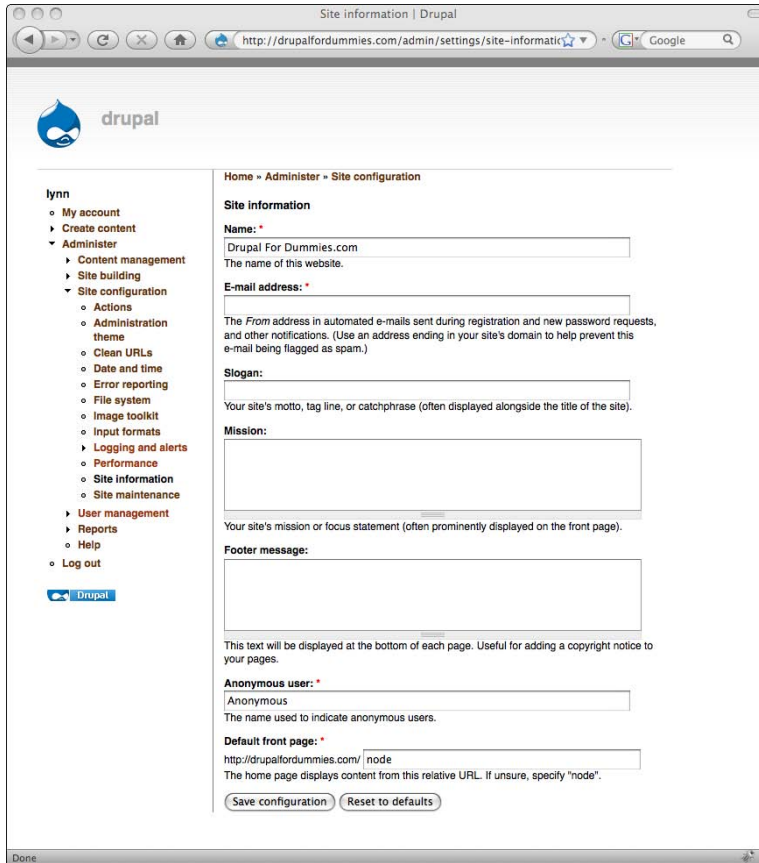 Site information | Drupal
http://drupalfordummies.com/admin/settings/site-informatic
Google
drupal
lynn
My account
Create content
Administer
Content management
Site building
Site configuration
Actions
Administration
theme
Clean URLs
Date and time
Error reporting
File system
Image toolkit
Input formats
Logging and alerts
Performance
Site information
Site maintenance
User management
Reports
Help
Log out
Drupal
Home » Administer » Site configuration
Site information
Name: *
Drupal For Dummies.com
The name of this website.
E-mail address: *
The From address in automated e-mails sent during registration and new password requests,
and other notifications. (Use an address ending in your site's domain to help prevent this
e-mail being flagged as spam.)
Slogan:
Your site's motto, tag line, or catchphrase (often displayed alongside the title of the site).
Mission:
Your site's mission or focus statement (often prominently displayed on the front page).
Footer message:
This text will be displayed at the bottom of each page. Useful for adding a copyright notice to
your pages.
Anonymous user: *
Anonymous
The name used to indicate anonymous users.
Default front page: *
http://drupalfordummies.com/ node
The home page displays content from this relative URL. If unsure, specify "node".
Save configuration Reset to defaults
Done